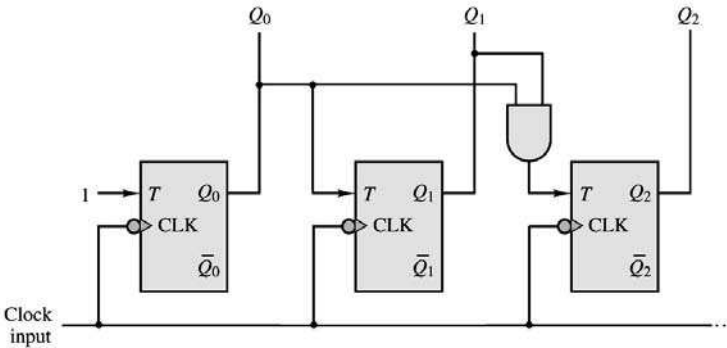 Q0 Q1 Q2
1 T Q0 T Q1 T Q2
CLK CLK CLK
Q̅0 Q̅1 Q̅2
Clock
input